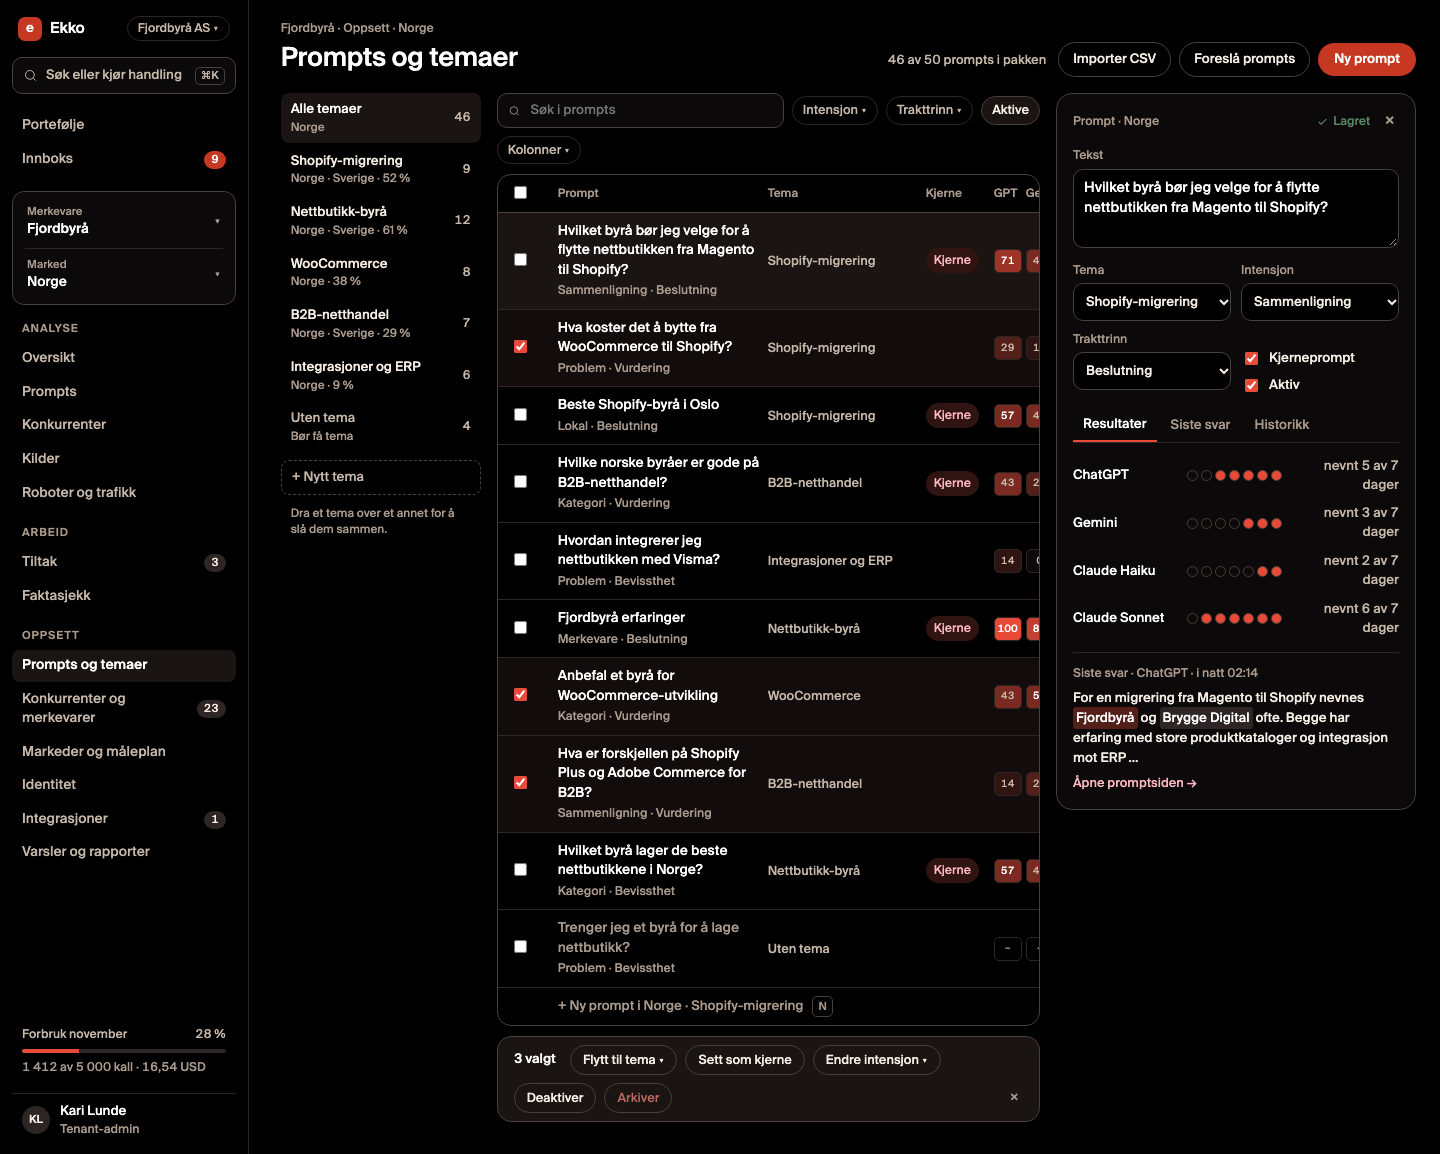 e Ekko
Fjordbyrå AS ▾
Søk eller kjør handling ⌘K
Portefølje
Innboks 9
Merkevare
Fjordbyrå
Marked
Norge
ANALYSE
Oversikt
Prompts
Konkurrenter
Kilder
Roboter og trafikk
ARBEID
Tiltak 3
Faktasjekk
OPPSETT
Prompts og temaer
Konkurrenter og
merkevarer 23
Markeder og måleplan
Identitet
Integrasjoner 1
Varsler og rapporter
Forbruk november 28 %
1 412 av 5 000 kall · 16,54 USD
KL
Kari Lunde
Tenant-admin
Fjordbyrå · Oppsett · Norge
Prompts og temaer
46 av 50 prompts i pakken
Importer CSV
Foreslå prompts
Ny prompt
Alle temaer 46
Norge
Shopify-migrering 9
Norge · Sverige · 52 %
Nettbutikk-byrå 12
Norge · Sverige · 61 %
WooCommerce 8
Norge · 38 %
B2B-netthandel 7
Norge · Sverige · 29 %
Integrasjoner og ERP 6
Norge · 9 %
Uten tema 4
Bør få tema
+ Nytt tema
Dra et tema over et annet for å
slå dem sammen.
Søk i prompts
Intensjon ▾
Trakttrinn ▾
Aktive
Kolonner ▾
Prompt Tema Kjerne GPT Ge
Hvilket byrå bør jeg velge for å
flytte nettbutikken fra Magento
til Shopify?
Sammenligning · Beslutning
Shopify-migrering Kjerne 71 4
Hva koster det å bytte fra
WooCommerce til Shopify?
Problem · Vurdering
Shopify-migrering 29 1
Beste Shopify-byrå i Oslo
Lokal · Beslutning
Shopify-migrering Kjerne 57 4
Hvilke norske byråer er gode på
B2B-netthandel?
Kategori · Vurdering
B2B-netthandel Kjerne 43 2
Hvordan integrerer jeg
nettbutikken med Visma?
Problem · Bevissthet
Integrasjoner og ERP 14
Fjordbyrå erfaringer
Merkevare · Beslutning
Nettbutikk-byrå Kjerne 100 8
Anbefal et byrå for
WooCommerce-utvikling
Kategori · Vurdering
WooCommerce 43 5
Hva er forskjellen på Shopify
Plus og Adobe Commerce for
B2B?
Sammenligning · Vurdering
B2B-netthandel 14 2
Hvilket byrå lager de beste
nettbutikkene i Norge?
Kategori · Bevissthet
Nettbutikk-byrå Kjerne 57 4
Trenger jeg et byrå for å lage
nettbutikk?
Problem · Bevissthet
Uten tema –
+ Ny prompt i Norge · Shopify-migrering N
3 valgt
Flytt til tema ▾
Sett som kjerne
Endre intensjon ▾
Deaktiver
Arkiver
×
Prompt · Norge
✓ Lagret ×
Tekst
Hvilket byrå bør jeg velge for å flytte
nettbutikken fra Magento til Shopify?
Tema Intensjon
Shopify-migrering Sammenligning
Trakttrinn
Beslutning
Kjerneprompt
Aktiv
Resultater Siste svar Historikk
ChatGPT nevnt 5 av 7
dager
Gemini nevnt 3 av 7
dager
Claude Haiku nevnt 2 av 7
dager
Claude Sonnet nevnt 6 av 7
dager
Siste svar · ChatGPT · i natt 02:14
For en migrering fra Magento til Shopify nevnes
Fjordbyrå og Brygge Digital ofte. Begge har
erfaring med store produktkataloger og integrasjon
mot ERP …
Åpne promptsiden →